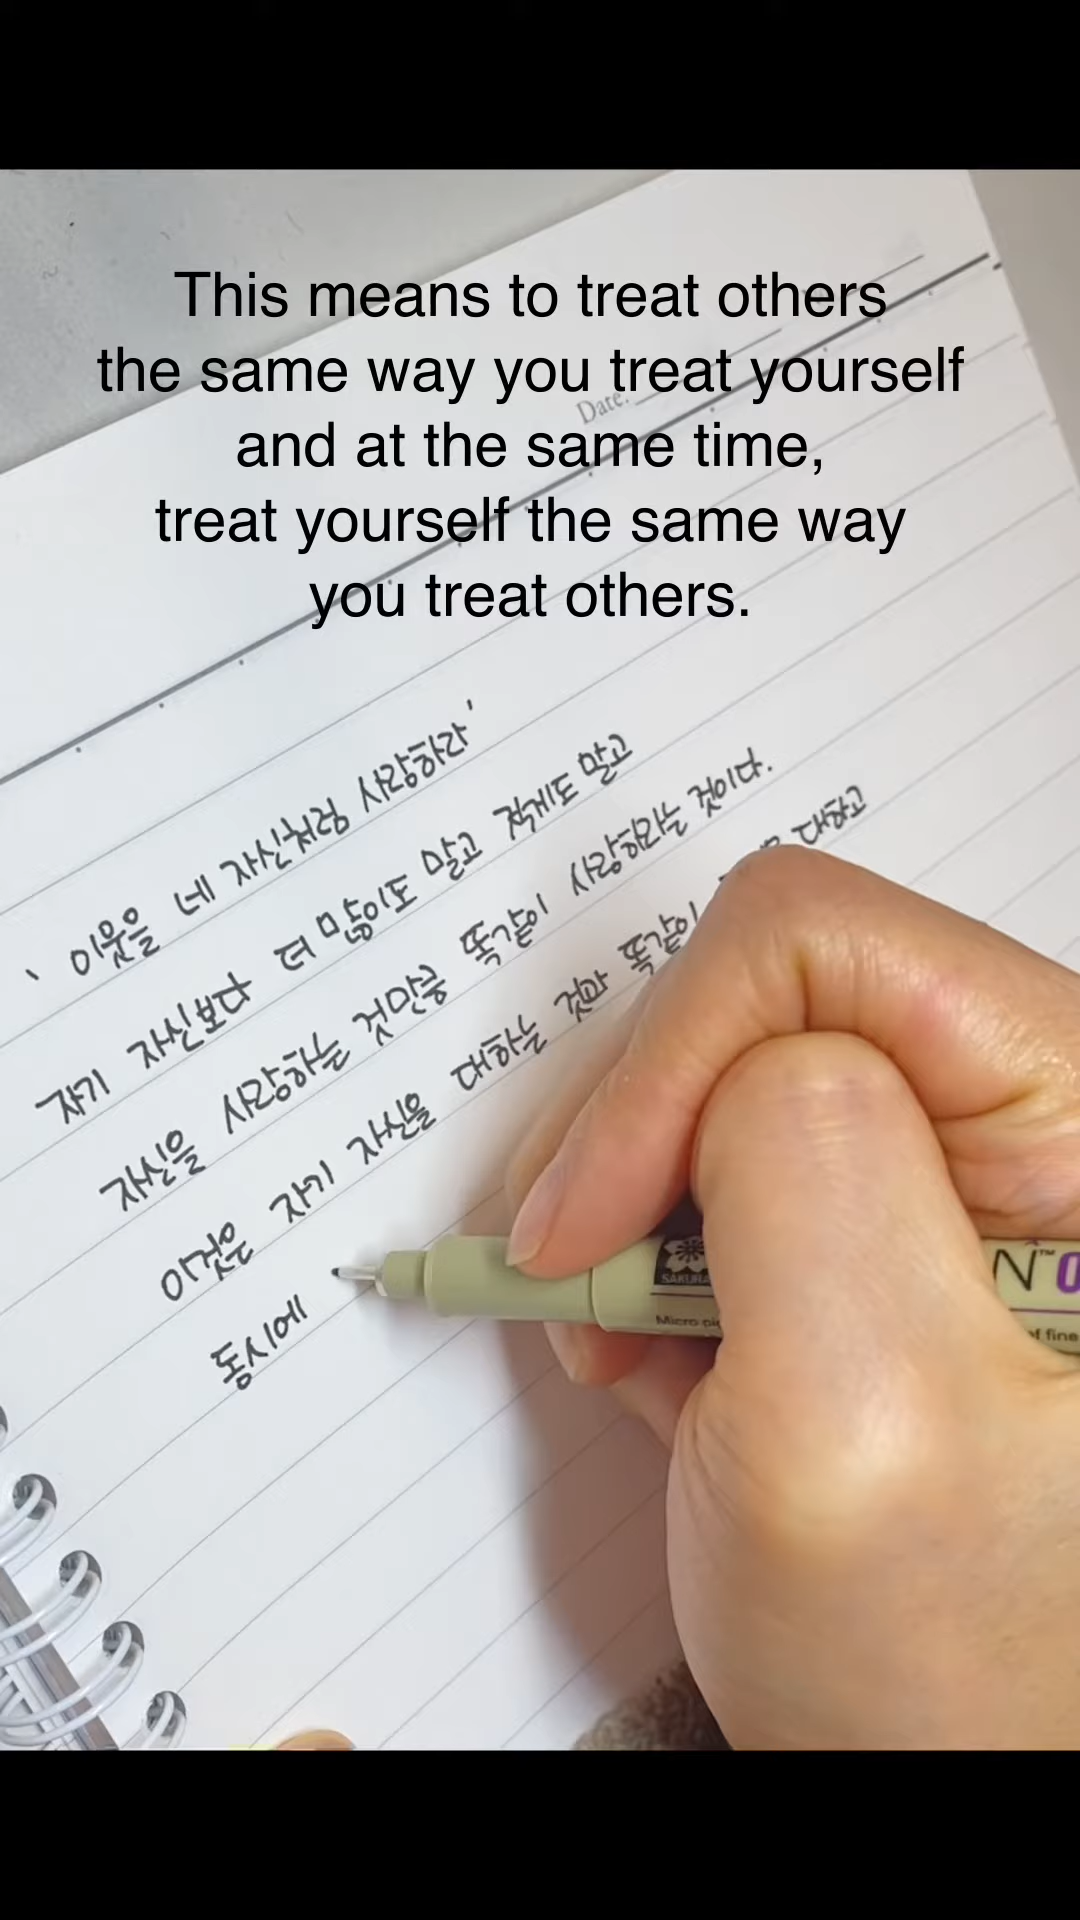 This means to treat others
the same way you treat yourself
and at the same time,
treat yourself the same way
you treat others.
Date.
' 이웃을 네 자신처럼 사랑하라 '
자기 자신보다 더 많이도 말고 적게도 말고
자신을 사랑하는 것만큼 똑같이 사랑하라는 것이다.
이것은 자기 자신을 대하는 것과 똑같이 대하고
동시에
SAKURA
Micro
N™ 0
of fine